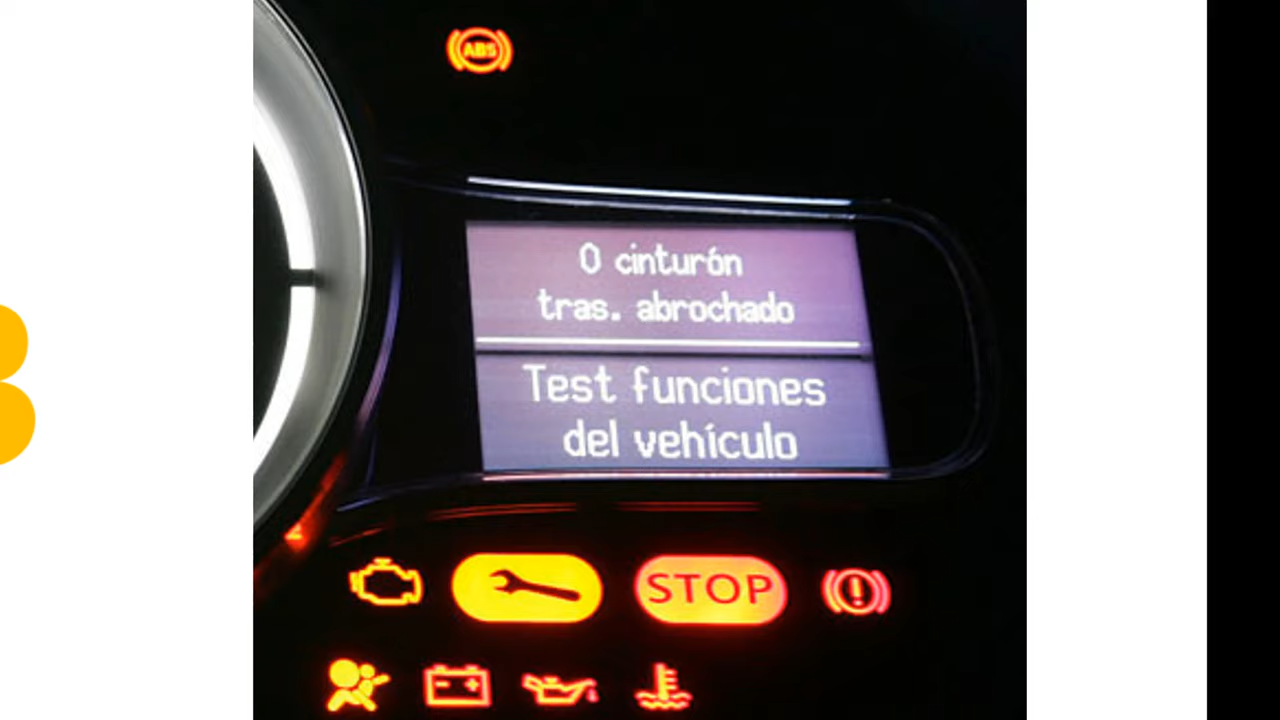 ABS
0 cinturón
tras. abrochado
Test funciones
del vehículo
STOP